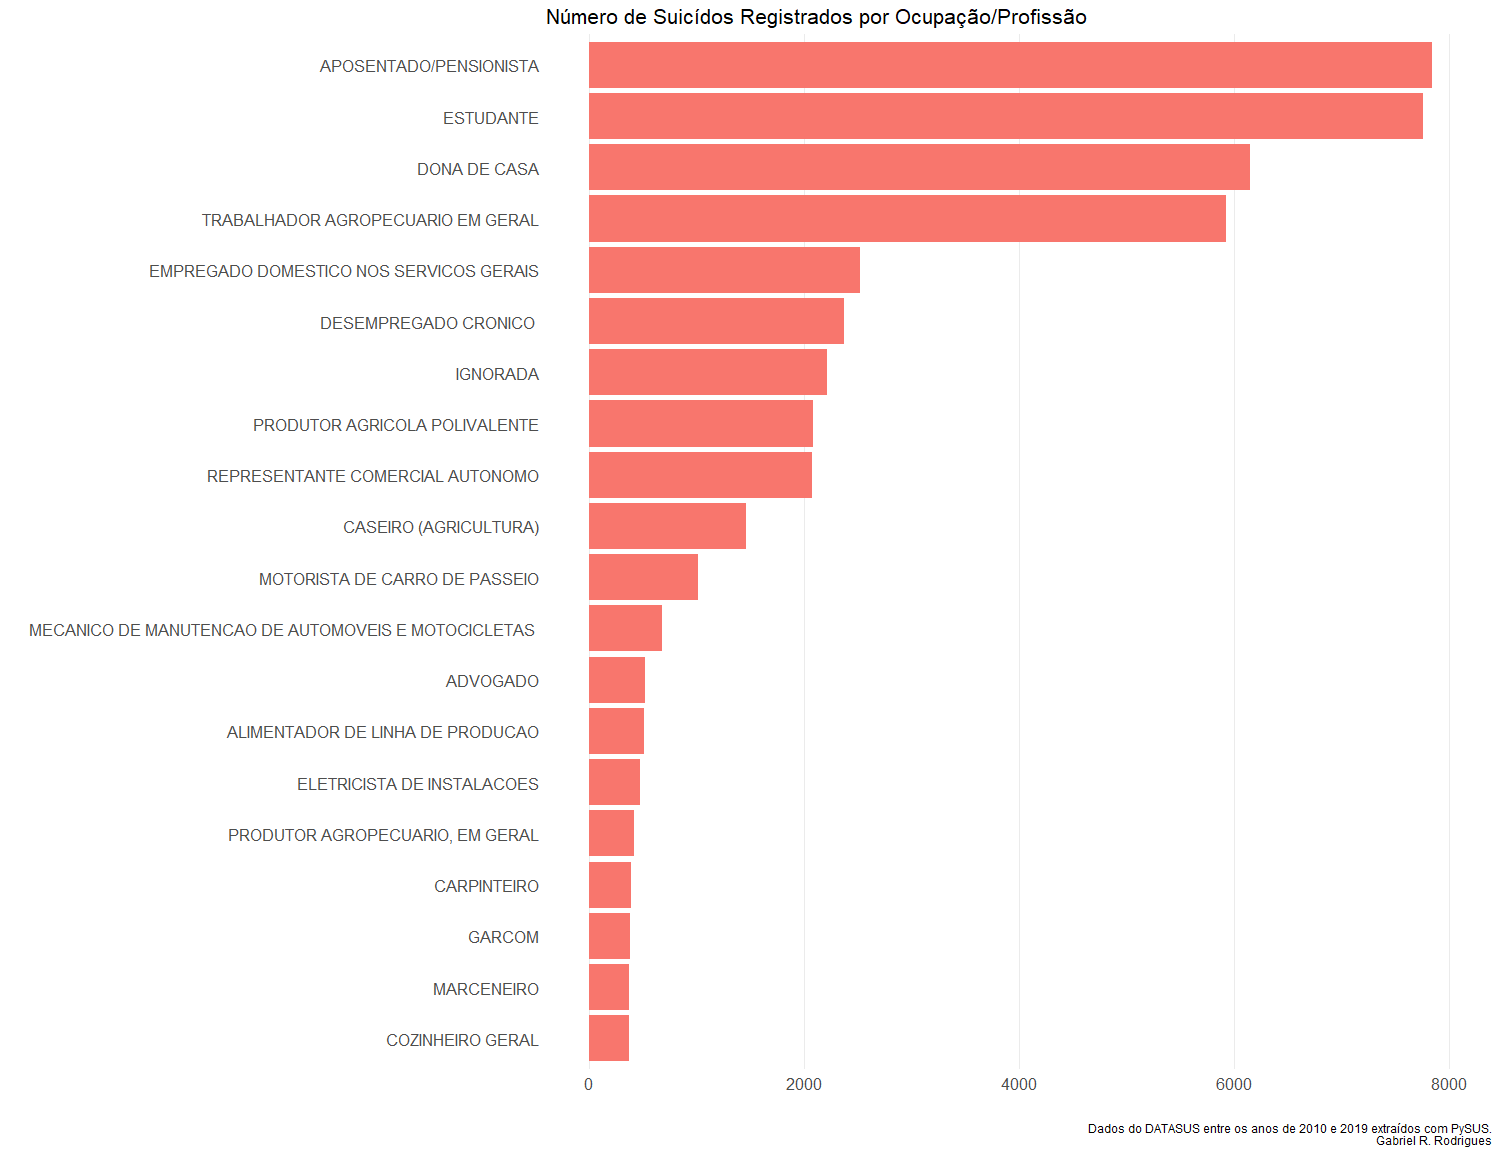 Número de Suicídos Registrados por Ocupação/Profissão
APOSENTADO/PENSIONISTA
ESTUDANTE
DONA DE CASA
TRABALHADOR AGROPECUARIO EM GERAL
EMPREGADO DOMESTICO NOS SERVICOS GERAIS
DESEMPREGADO CRONICO
IGNORADA
PRODUTOR AGRICOLA POLIVALENTE
REPRESENTANTE COMERCIAL AUTONOMO
CASEIRO (AGRICULTURA)
MOTORISTA DE CARRO DE PASSEIO
MECANICO DE MANUTENCAO DE AUTOMOVEIS E MOTOCICLETAS
ADVOGADO
ALIMENTADOR DE LINHA DE PRODUCAO
ELETRICISTA DE INSTALACOES
PRODUTOR AGROPECUARIO, EM GERAL
CARPINTEIRO
GARCOM
MARCENEIRO
COZINHEIRO GERAL
0 2000 4000 6000 8000
Dados do DATASUS entre os anos de 2010 e 2019 extraídos com PySUS.
Gabriel R. Rodrigues